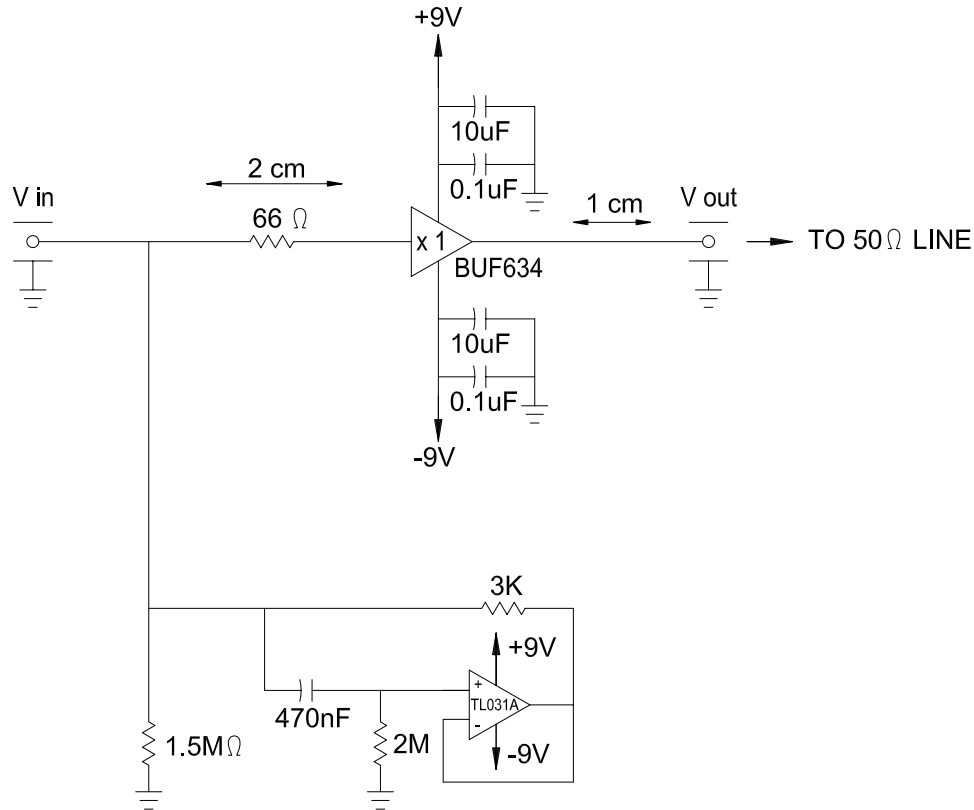 +9V
10uF
2 cm
0.1uF
1 cm
V in
V out
66 Ω
x 1
TO 50Ω LINE
BUF634
10uF
0.1uF
-9V
3K
+9V
+
TL031A
-
470nF
1.5MΩ
2M
-9V